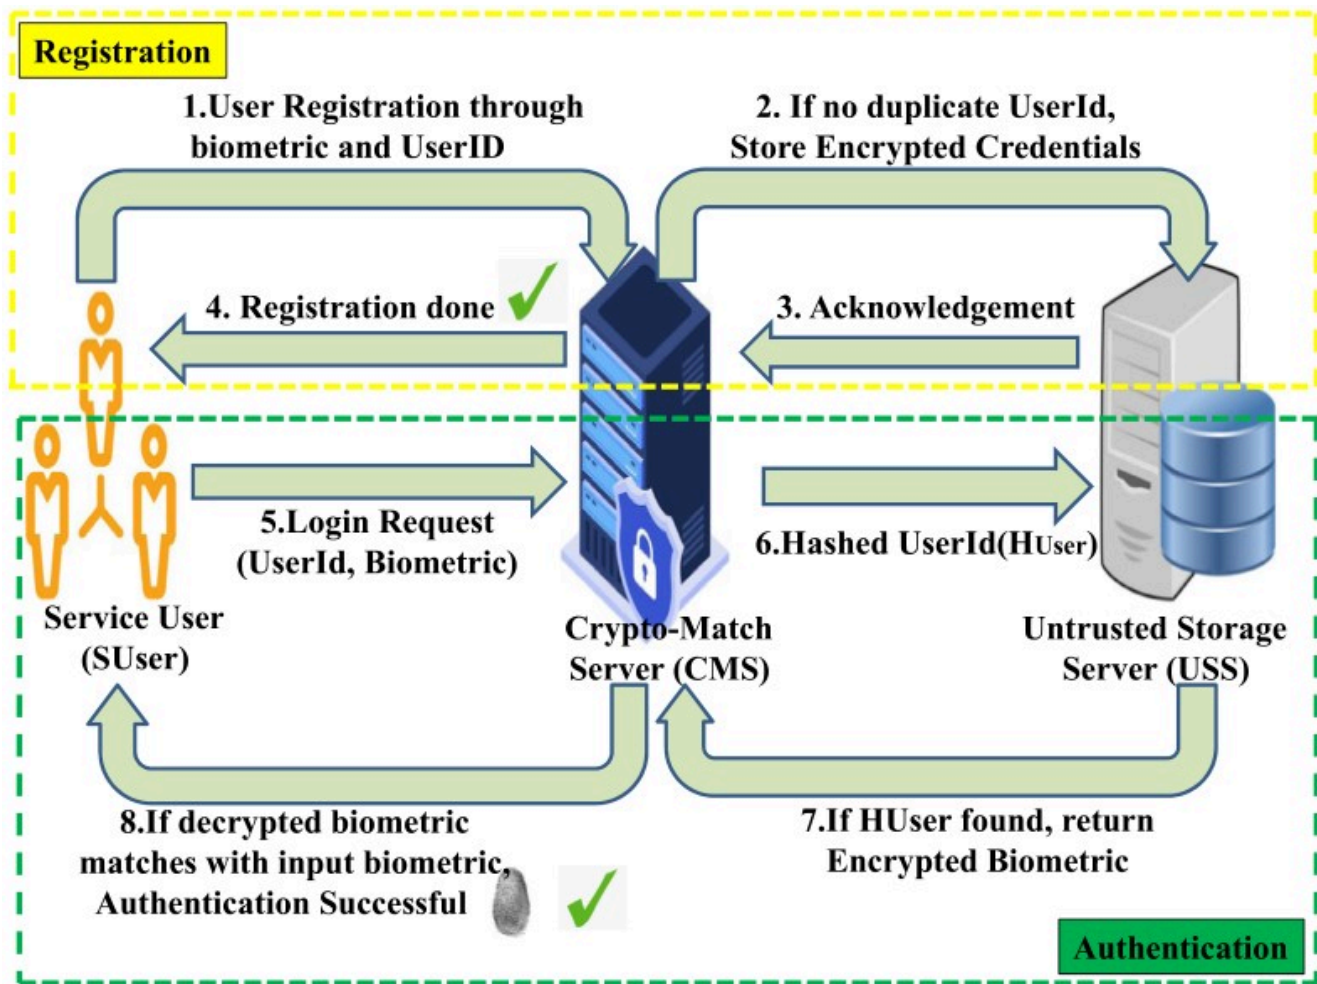 Registration
1.User Registration through
biometric and UserID
2. If no duplicate UserId,
Store Encrypted Credentials
4. Registration done
3. Acknowledgement
5.Login Request
(UserId, Biometric)
6.Hashed UserId(HUser)
Service User
(SUser)
Crypto-Match
Server (CMS)
Untrusted Storage
Server (USS)
8.If decrypted biometric
matches with input biometric,
Authentication Successful
7.If HUser found, return
Encrypted Biometric
Authentication